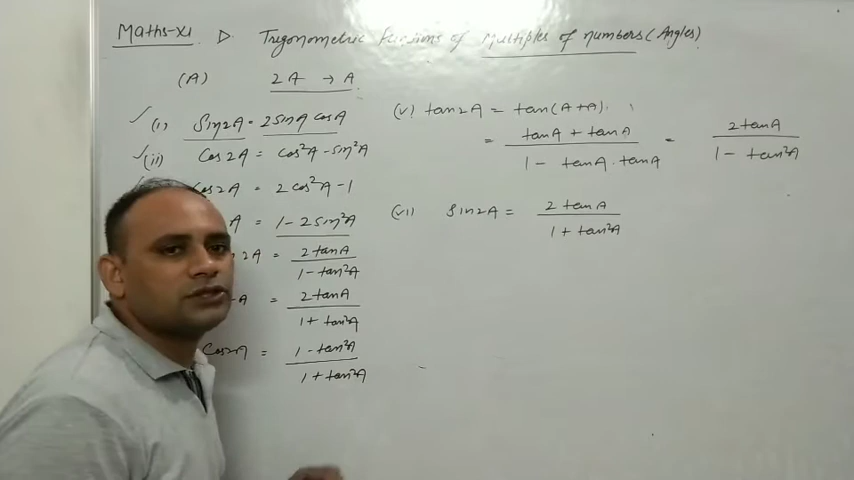 Maths-XI ▷ Trigonometric functions of Multiples of numbers (Angles)
(A) 2A → A
(i) Sin2A = 2sinA cosA
(ii) Cos2A = cos²A - sin²A
Cos2A = 2cos²A - 1
A = 1 - 2sin²A
2A = 2tanA / 1 - tan²A
A = 2tanA / 1 + tan²A
Cos2A = 1 - tan²A / 1 + tan²A
(v) tan2A = tan(A+A)
= tanA + tanA / 1 - tanA . tanA = 2tanA / 1 - tan²A
(vi) Sin2A = 2tanA / 1 + tan²A